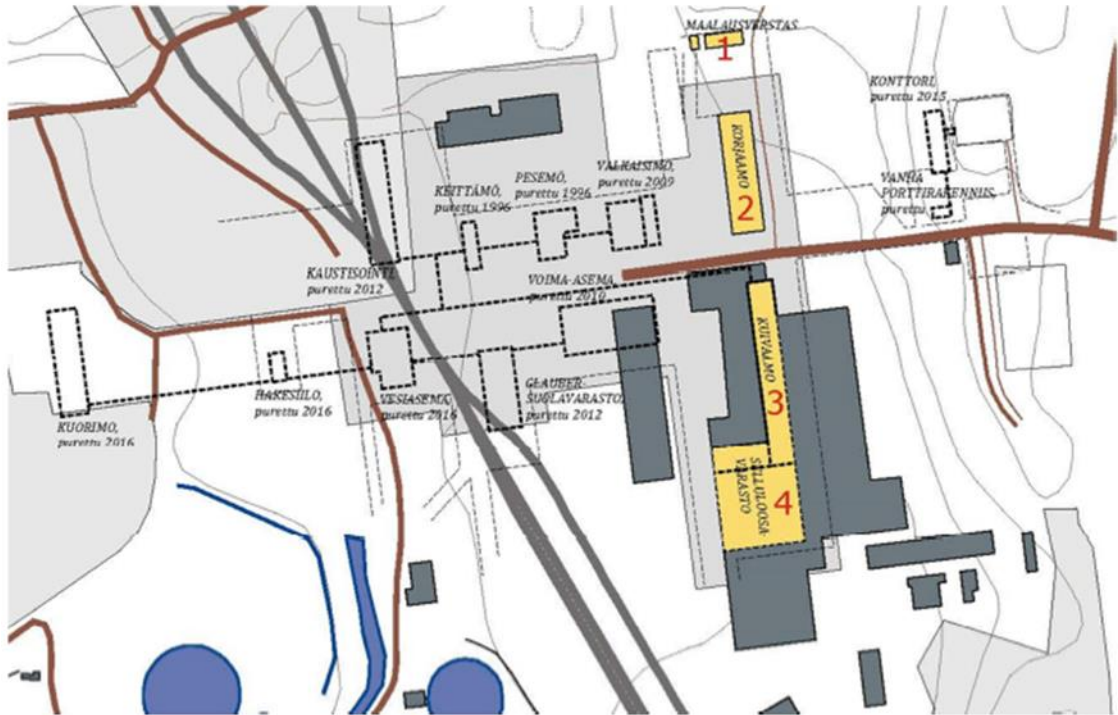 MAALAUSVERSTAS
1
KONTTORI,
purettu 2015
KORJAAMO
2
VALKAISIMO,
purettu 2009
PESEMÖ,
purettu 1996
KEITTÄMÖ,
purettu 1996
VANHA
PORTTIRAKENNUS,
purettu
KAUSTISOINTI,
purettu 2012
VOIMA-ASEMA,
purettu 2010
KUIVAAMO
3
HAKESIILO,
purettu 2016
VESIASEMA,
purettu 2016
GLAUBER-
SUOLAVARASTO,
purettu 2012
KUORIMO,
purettu 2016
SELLULOOSA-
VARASTO
4